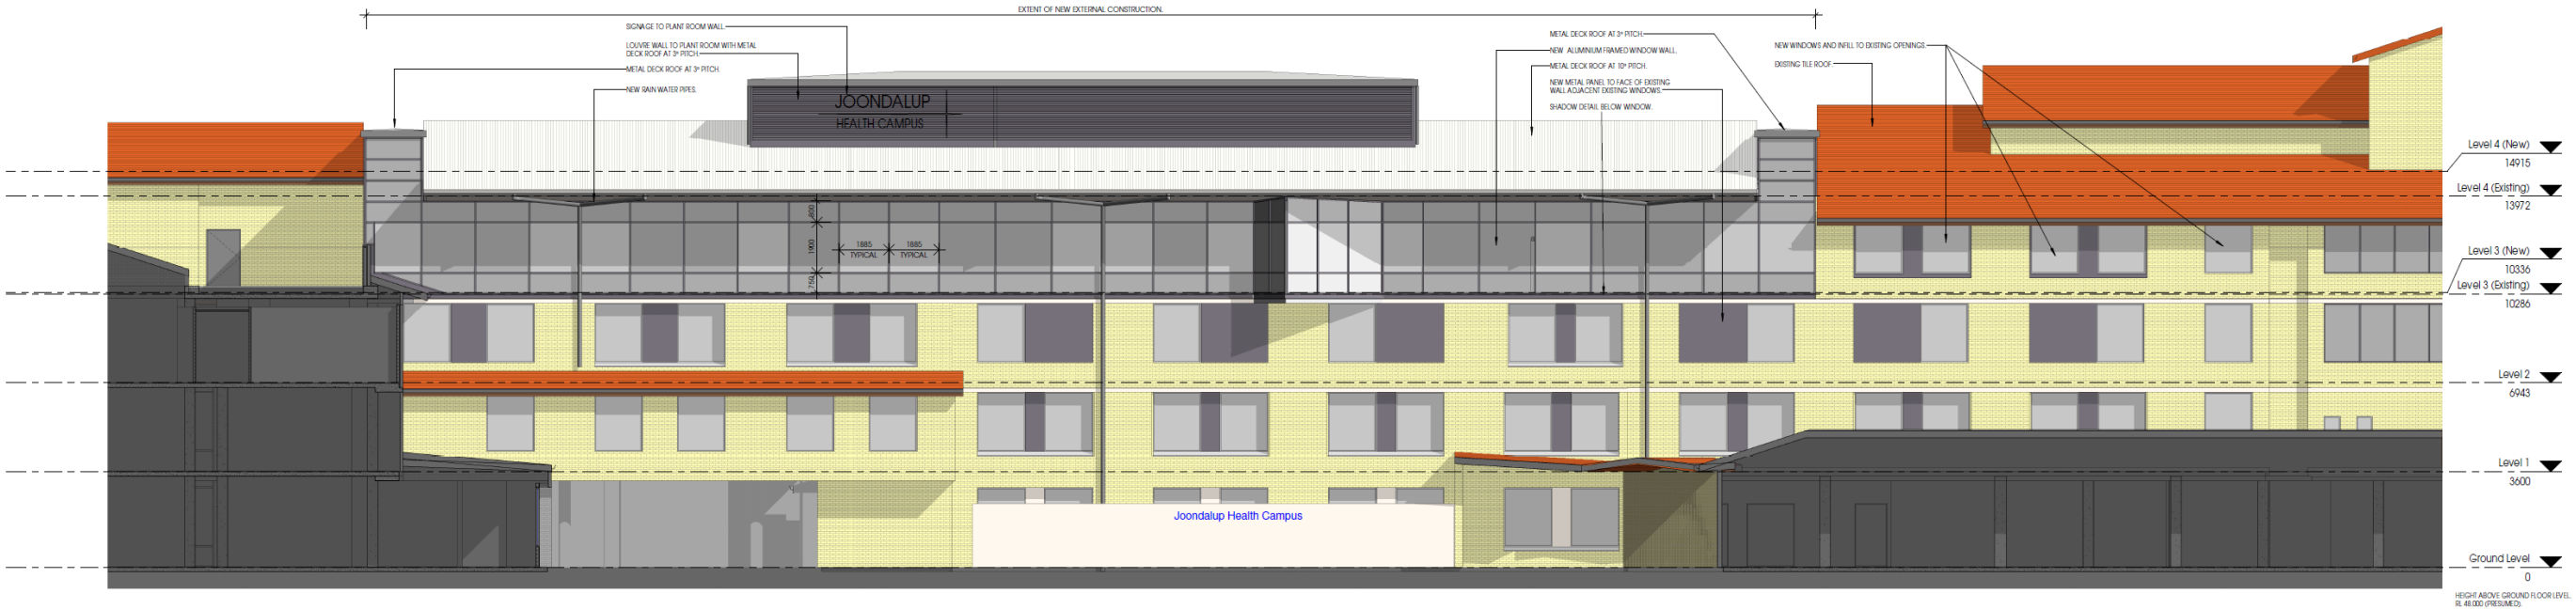 EXTENT OF NEW EXTERNAL CONSTRUCTION.
SIGNAGE TO PLANT ROOM WALL.
LOUVRE WALL TO PLANT ROOM WITH METAL
DECK ROOF AT 3° PITCH.
METAL DECK ROOF AT 3° PITCH.
NEW RAIN WATER PIPES.
JOONDALUP
HEALTH CAMPUS
METAL DECK ROOF AT 3° PITCH.
NEW ALUMINIUM FRAMED WINDOW WALL.
METAL DECK ROOF AT 10° PITCH.
NEW METAL PANEL TO FACE OF EXISTING
WALL ADJACENT EXISTING WINDOWS.
SHADOW DETAIL BELOW WINDOW.
NEW WINDOWS AND INFILL TO EXISTING OPENINGS.
EXISTING TILE ROOF.
600
1900
750
1885
TYPICAL
1885
TYPICAL
Level 4 (New)
14915
Level 4 (Existing)
13972
Level 3 (New)
10336
Level 3 (Existing)
10286
Level 2
6943
Level 1
3600
Joondalup Health Campus
Ground Level
0
HEIGHT ABOVE GROUND FLOOR LEVEL.
RL 48.000 (PRESUMED).